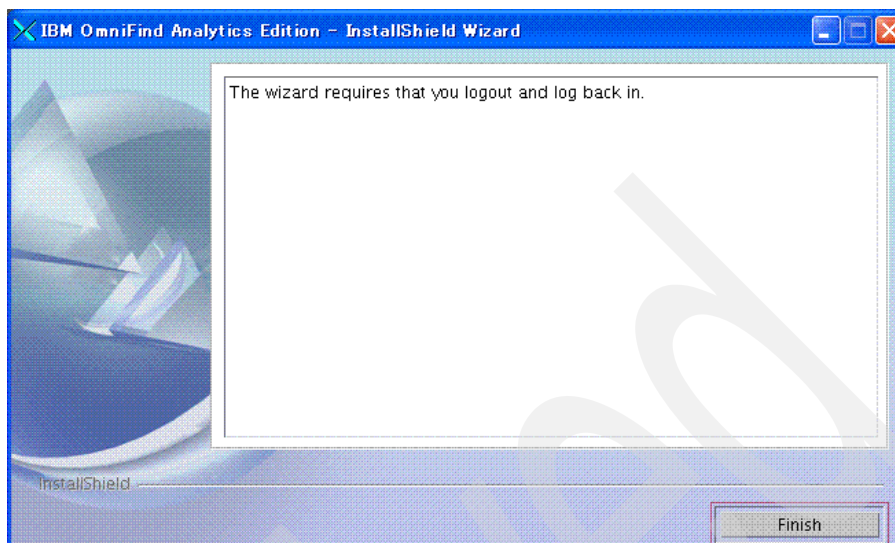 IBM OmniFind Analytics Edition - InstallShield Wizard
The wizard requires that you logout and log back in.
InstallShield
Finish